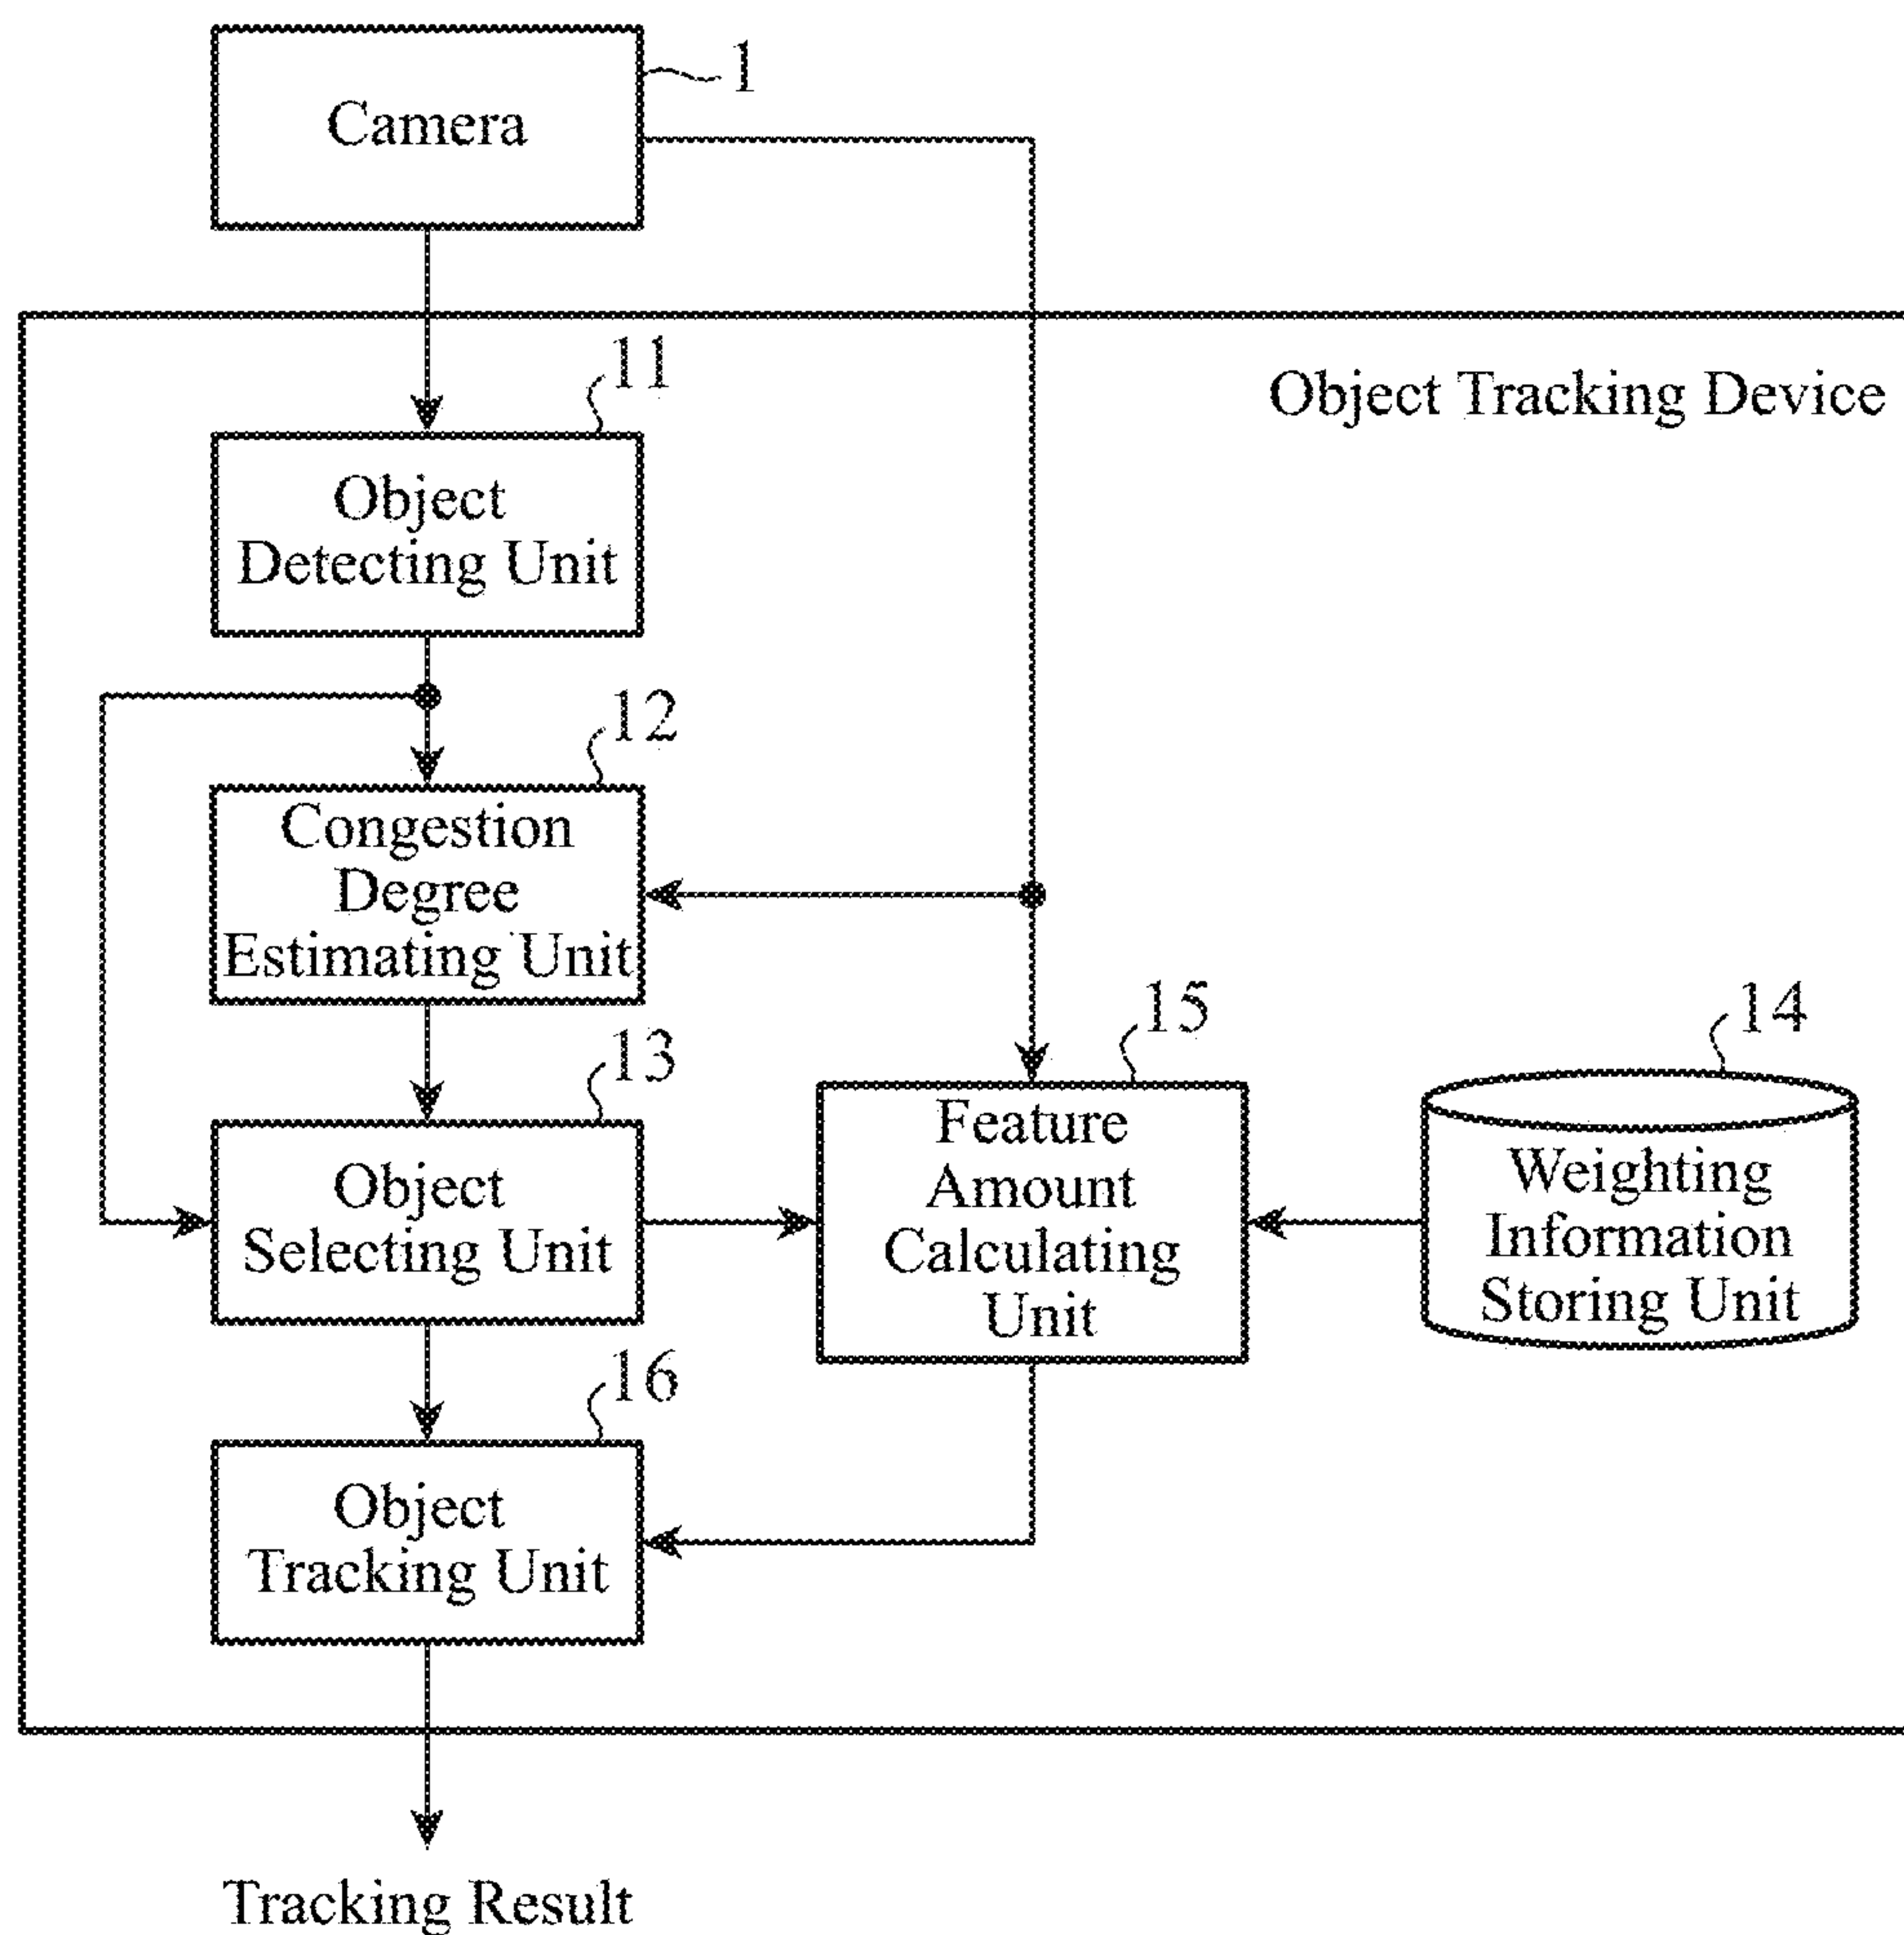 Camera
1
Object Tracking Device
11
Object
Detecting Unit
12
Congestion
Degree
Estimating Unit
13
Object
Selecting Unit
15
Feature
Amount
Calculating
Unit
14
Weighting
Information
Storing Unit
16
Object
Tracking Unit
Tracking Result